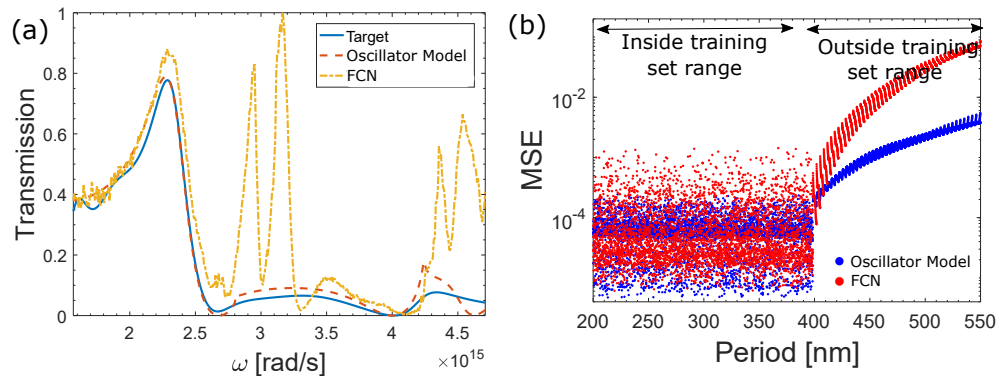 (a)
Target
Oscillator Model
FCN
Transmission
1
0.8
0.6
0.4
0.2
0
2
2.5
3
3.5
4
4.5
ω [rad/s]
×10^15
(b)
Inside training
set range
Outside training
set range
MSE
10^-2
10^-4
Oscillator Model
FCN
200
250
300
350
400
450
500
550
Period [nm]